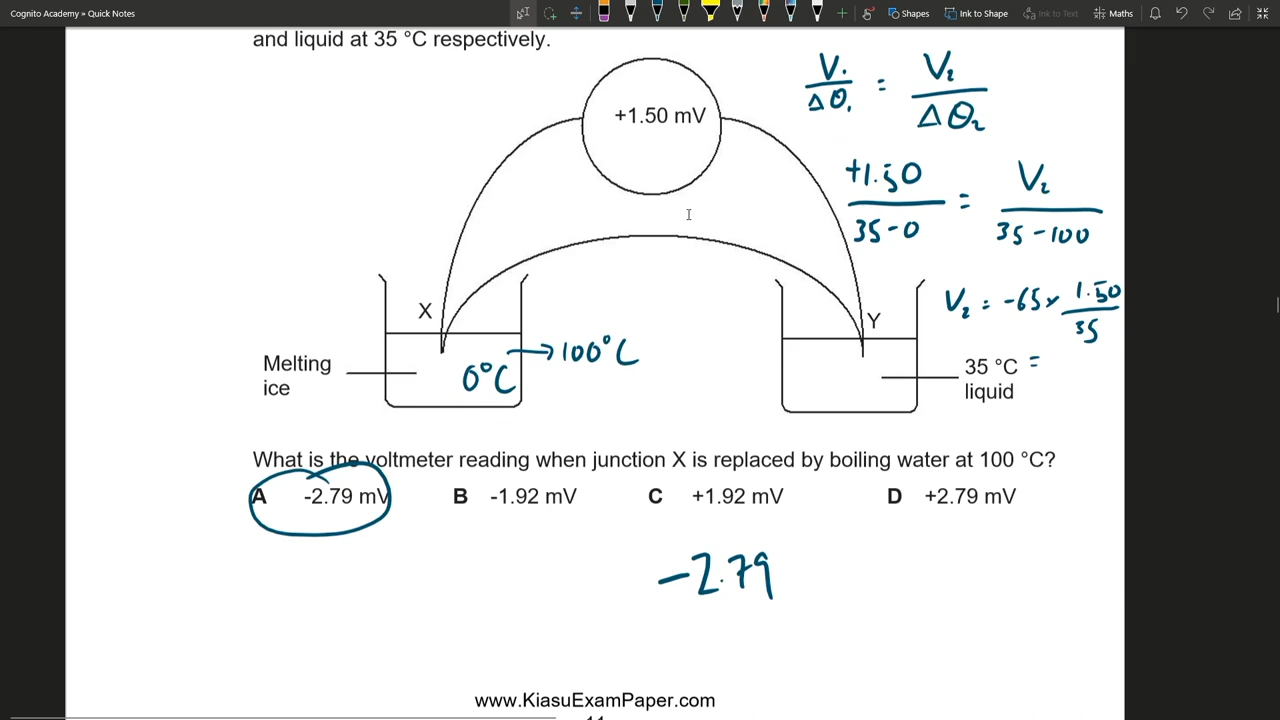 Cognito Academy » Quick Notes
Shapes Ink to Shape Ink to Text Maths
and liquid at 35 °C respectively.
+1.50 mV
V₁/Δθ₁ = V₂/Δθ₂
+1.50/35-0 = V₂/35-100
V₂ = -65 × 1.50/35
=
X
Y
Melting
ice
0°C → 100°C
35 °C
liquid
What is the voltmeter reading when junction X is replaced by boiling water at 100 °C?
A -2.79 mV B -1.92 mV C +1.92 mV D +2.79 mV
-2.79
www.KiasuExamPaper.com